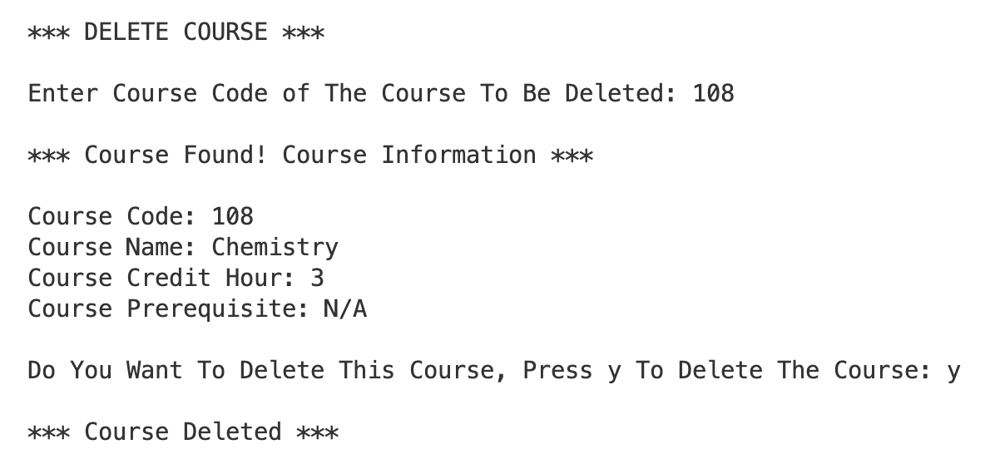 *** DELETE COURSE ***
Enter Course Code of The Course To Be Deleted: 108
*** Course Found! Course Information ***
Course Code: 108
Course Name: Chemistry
Course Credit Hour: 3
Course Prerequisite: N/A
Do You Want To Delete This Course, Press y To Delete The Course: y
*** Course Deleted ***